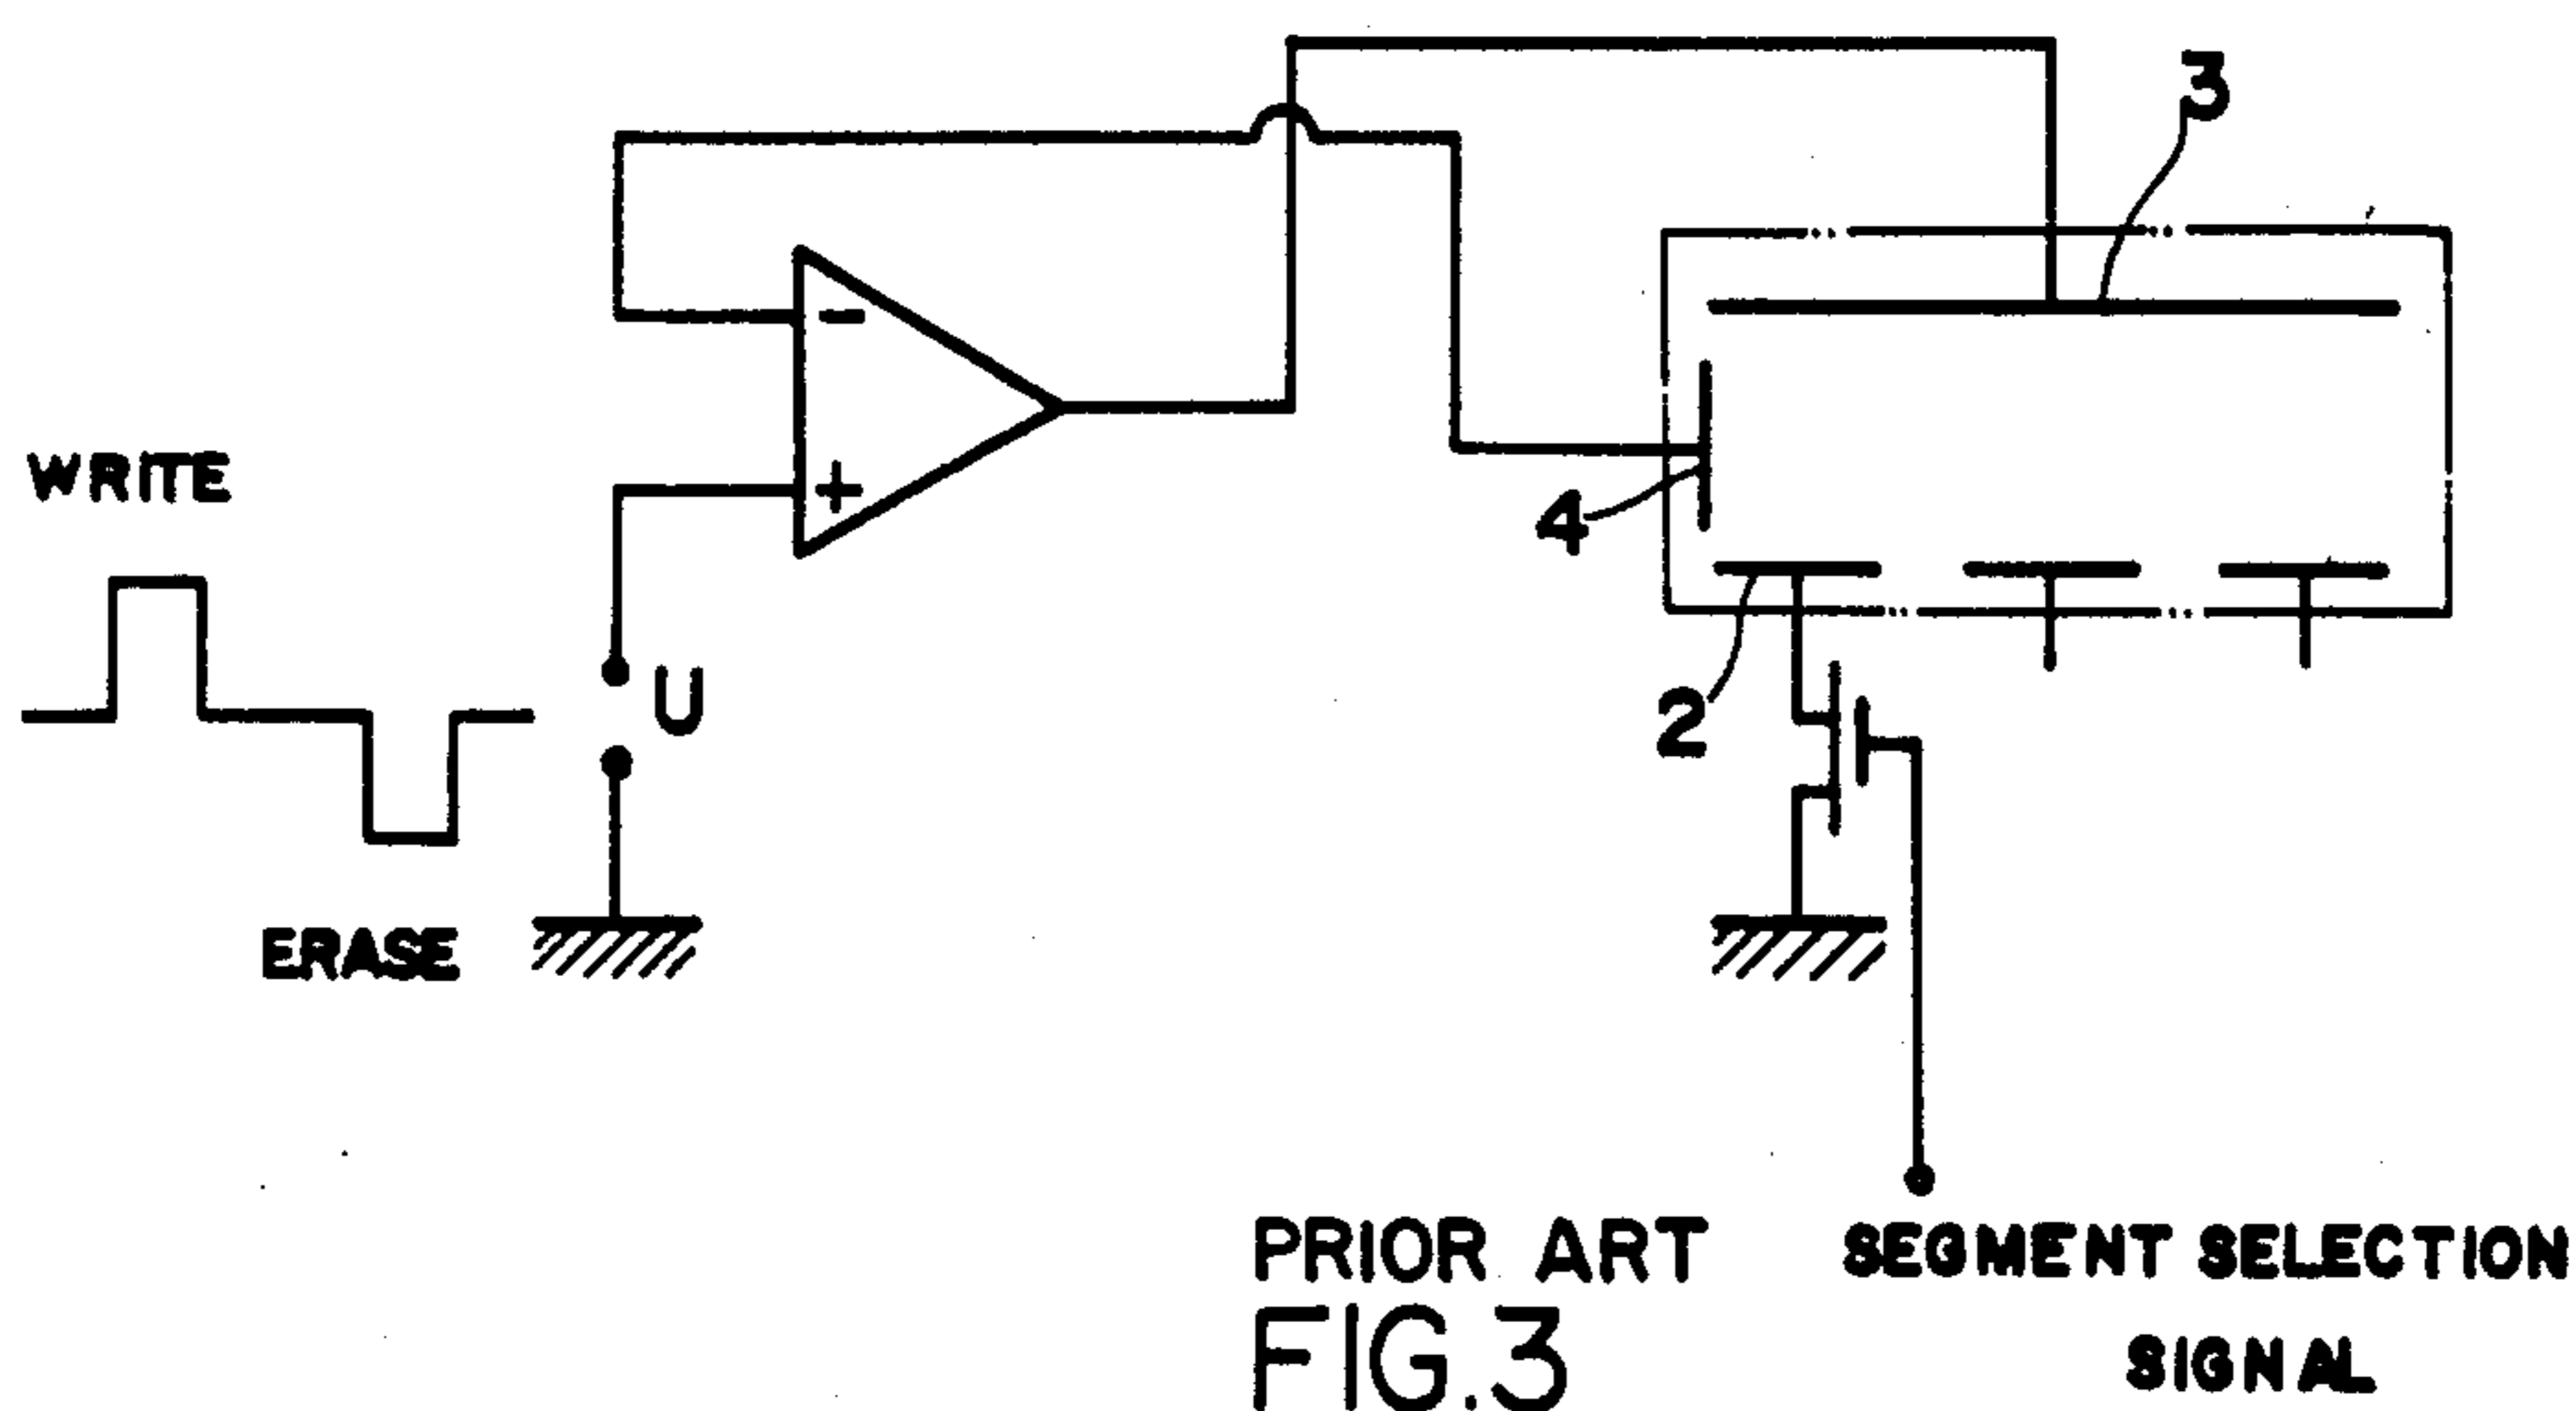 3
-
WRITE
+
4
U
2
ERASE
PRIOR ART
SEGMENT SELECTION
SIGNAL
FIG.3